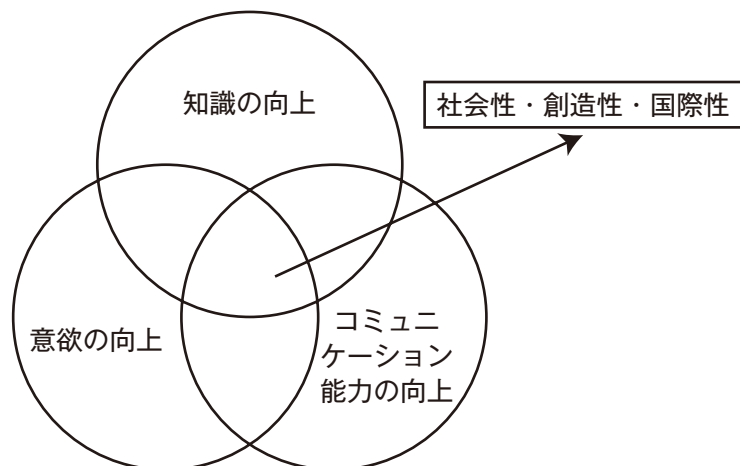 知識の向上
社会性・創造性・国際性
意欲の向上
コミュニ
ケーション
能力の向上